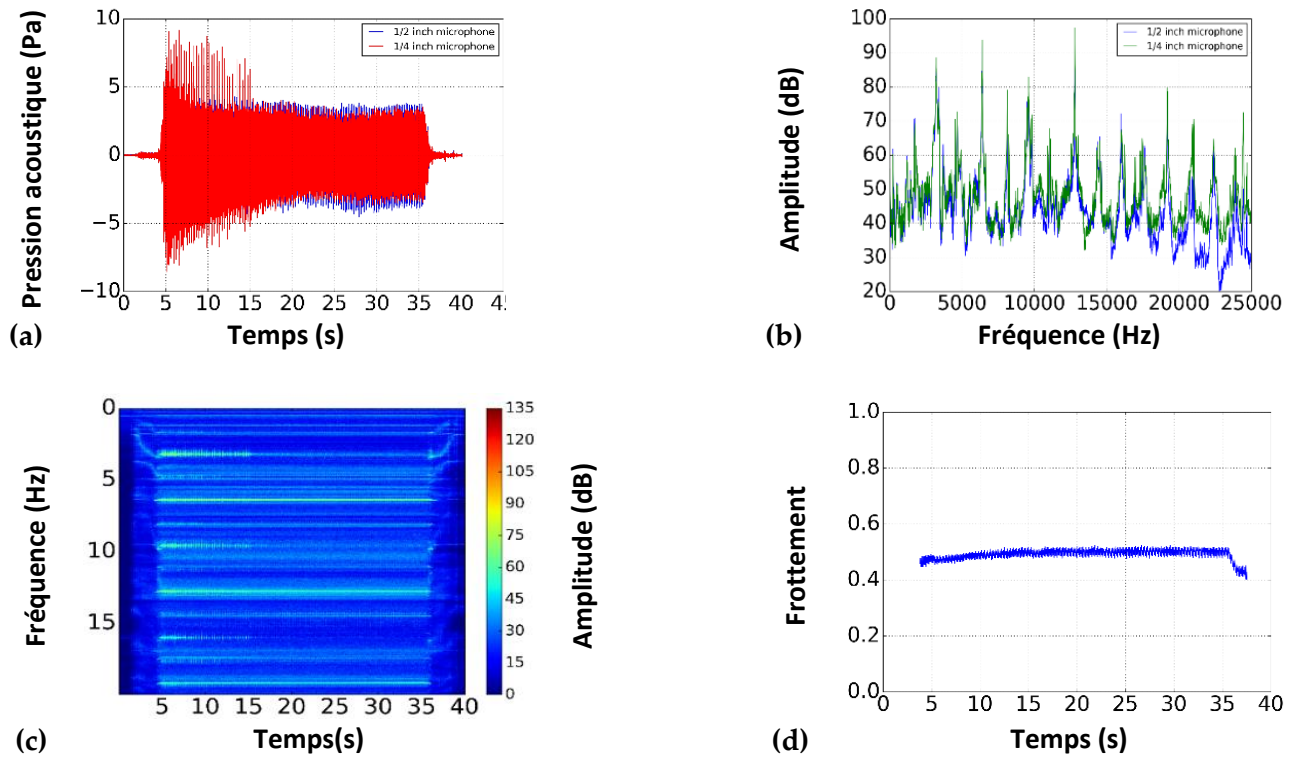 Pression acoustique (Pa)
10
5
0
−5
−10
1/2 inch microphone
1/4 inch microphone
0 5 10 15 20 25 30 35 40
Temps (s)
(a)
Amplitude (dB)
100
90
80
70
60
50
40
30
20
1/2 inch microphone
1/4 inch microphone
0 5000 10000 15000 20000 25000
Fréquence (Hz)
(b)
Fréquence (Hz)
0
5
10
15
5 10 15 20 25 30 35 40
Temps(s)
135
120
105
90
75
60
45
30
15
0
Amplitude (dB)
(c)
Frottement
1.0
0.8
0.6
0.4
0.2
0.0
0 5 10 15 20 25 30 35 40
Temps (s)
(d)